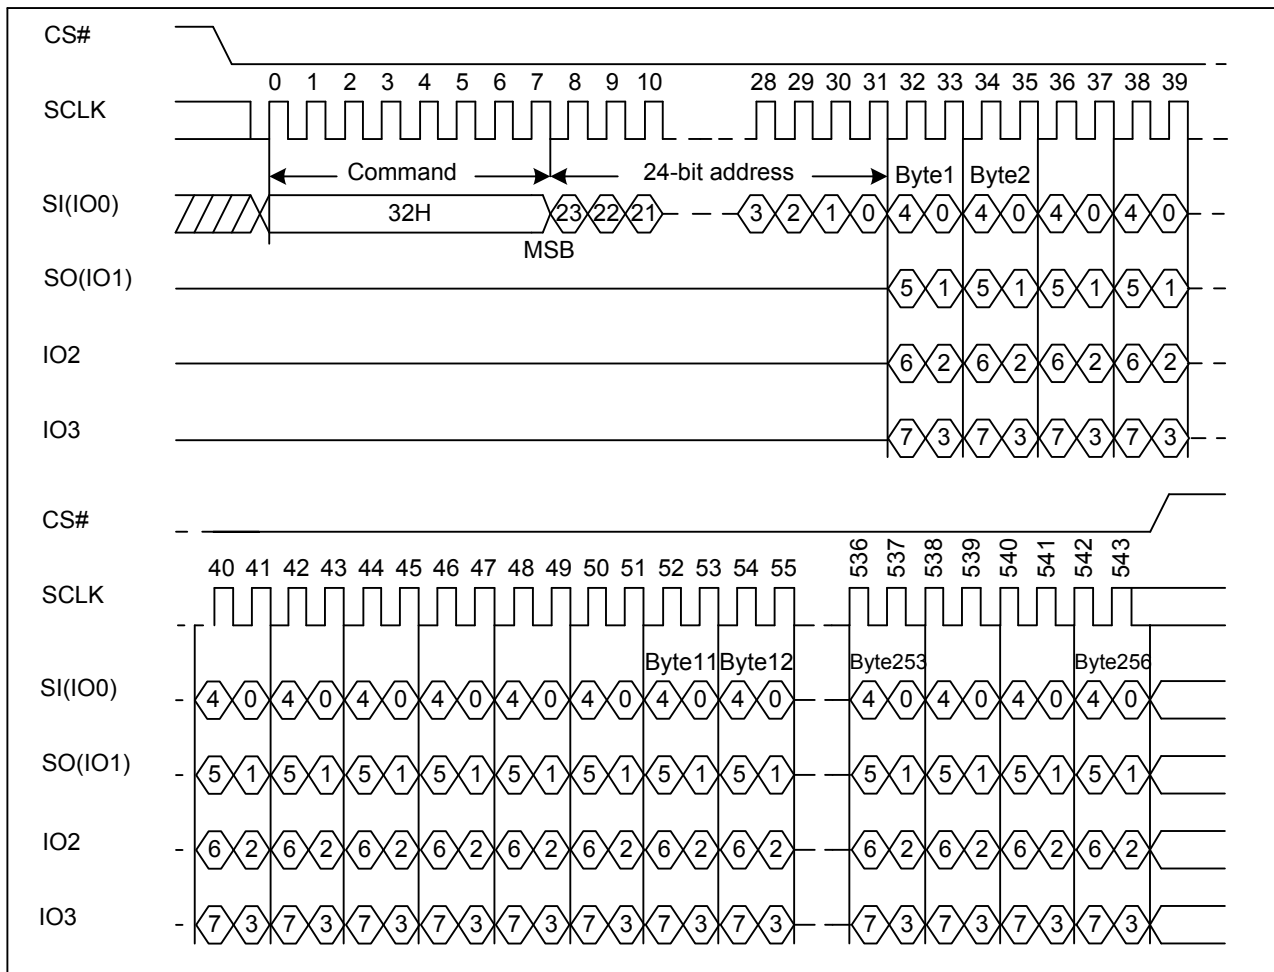 CS#
0 1 2 3 4 5 6 7 8 9 10 28 29 30 31 32 33 34 35 36 37 38 39
SCLK
Command 24-bit address Byte1 Byte2
SI(IO0) 32H 23 22 21 3 2 1 0 4 0 4 0 4 0 4 0
MSB
SO(IO1) 5 1 5 1 5 1 5 1
IO2 6 2 6 2 6 2 6 2
IO3 7 3 7 3 7 3 7 3
CS#
40 41 42 43 44 45 46 47 48 49 50 51 52 53 54 55 536 537 538 539 540 541 542 543
SCLK
Byte11 Byte12 Byte253 Byte256
SI(IO0) 4 0 4 0 4 0 4 0 4 0 4 0 4 0 4 0 4 0 4 0 4 0 4 0
SO(IO1) 5 1 5 1 5 1 5 1 5 1 5 1 5 1 5 1 5 1 5 1 5 1 5 1
IO2 6 2 6 2 6 2 6 2 6 2 6 2 6 2 6 2 6 2 6 2 6 2 6 2
IO3 7 3 7 3 7 3 7 3 7 3 7 3 7 3 7 3 7 3 7 3 7 3 7 3